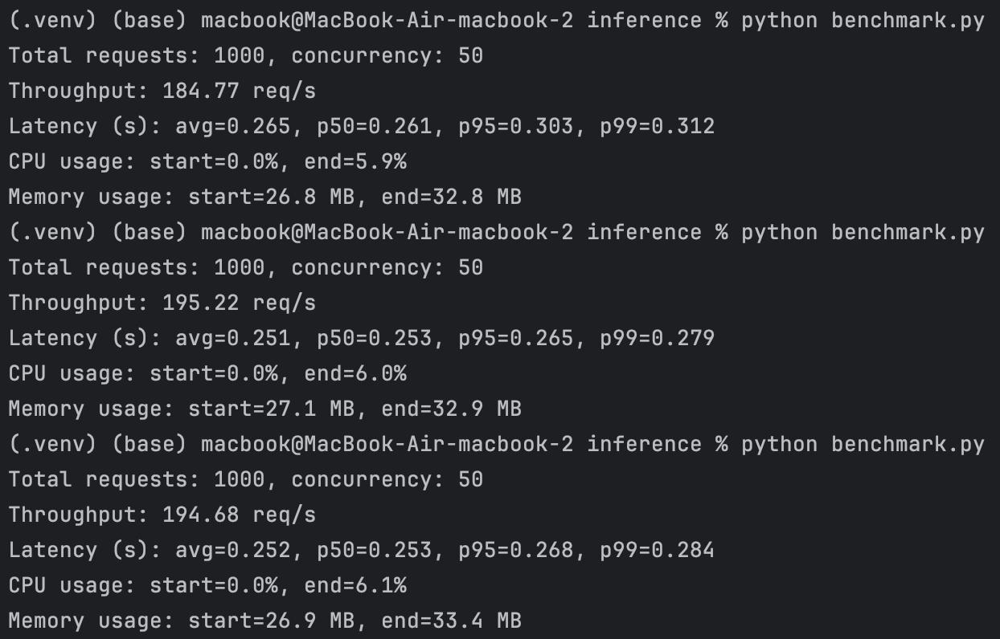 (.venv) (base) macbook@MacBook-Air-macbook-2 inference % python benchmark.py
Total requests: 1000, concurrency: 50
Throughput: 184.77 req/s
Latency (s): avg=0.265, p50=0.261, p95=0.303, p99=0.312
CPU usage: start=0.0%, end=5.9%
Memory usage: start=26.8 MB, end=32.8 MB
(.venv) (base) macbook@MacBook-Air-macbook-2 inference % python benchmark.py
Total requests: 1000, concurrency: 50
Throughput: 195.22 req/s
Latency (s): avg=0.251, p50=0.253, p95=0.265, p99=0.279
CPU usage: start=0.0%, end=6.0%
Memory usage: start=27.1 MB, end=32.9 MB
(.venv) (base) macbook@MacBook-Air-macbook-2 inference % python benchmark.py
Total requests: 1000, concurrency: 50
Throughput: 194.68 req/s
Latency (s): avg=0.252, p50=0.253, p95=0.268, p99=0.284
CPU usage: start=0.0%, end=6.1%
Memory usage: start=26.9 MB, end=33.4 MB